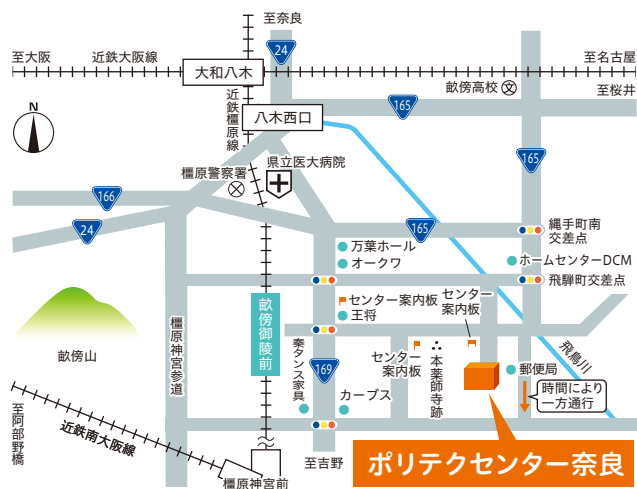 至奈良
24
至大阪
近鉄大阪線
大和八木
至名古屋
畝傍高校
文
至桜井
近鉄橿原線
八木西口
165
N
165
県立医大病院
橿原警察署
166
24
165
縄手町南
交差点
万葉ホール
オークワ
ホームセンターDCM
飛騨町交差点
畝傍御陵前
センター案内板
王将
センター
案内板
畝傍山
橿原神宮参道
秦タンス家具
169
センター
案内板
本薬師寺跡
飛鳥川
郵便局
カーブス
時間により
一方通行
至阿部野橋
近鉄南大阪線
橿原神宮前
至吉野
ポリテクセンター奈良